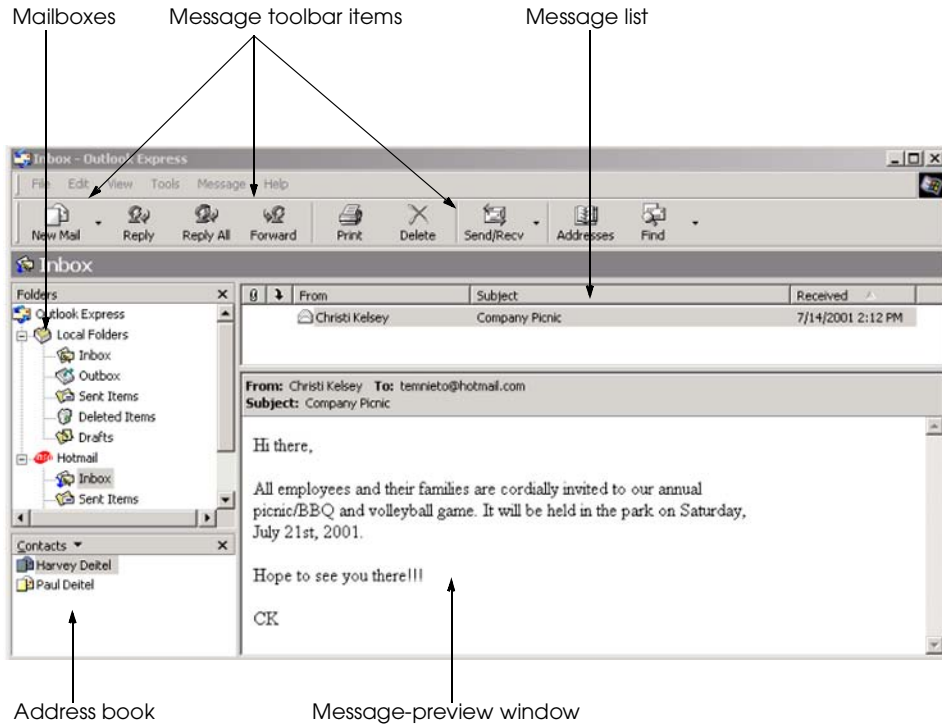 Mailboxes Message toolbar items Message list
Inbox - Outlook Express
File Edit View Tools Message Help
New Mail Reply Reply All Forward Print Delete Send/Recv Addresses Find
Inbox
Folders
Outlook Express
Local Folders
Inbox
Outbox
Sent Items
Deleted Items
Drafts
Hotmail
Inbox
Sent Items
Contacts
Harvey Deitel
Paul Deitel
From Subject Received
Christi Kelsey Company Picnic 7/14/2001 2:12 PM
From: Christi Kelsey To: temnieto@hotmail.com
Subject: Company Picnic
Hi there,
All employees and their families are cordially invited to our annual
picnic/BBQ and volleyball game. It will be held in the park on Saturday,
July 21st, 2001.
Hope to see you there!!!
CK
Address book Message-preview window